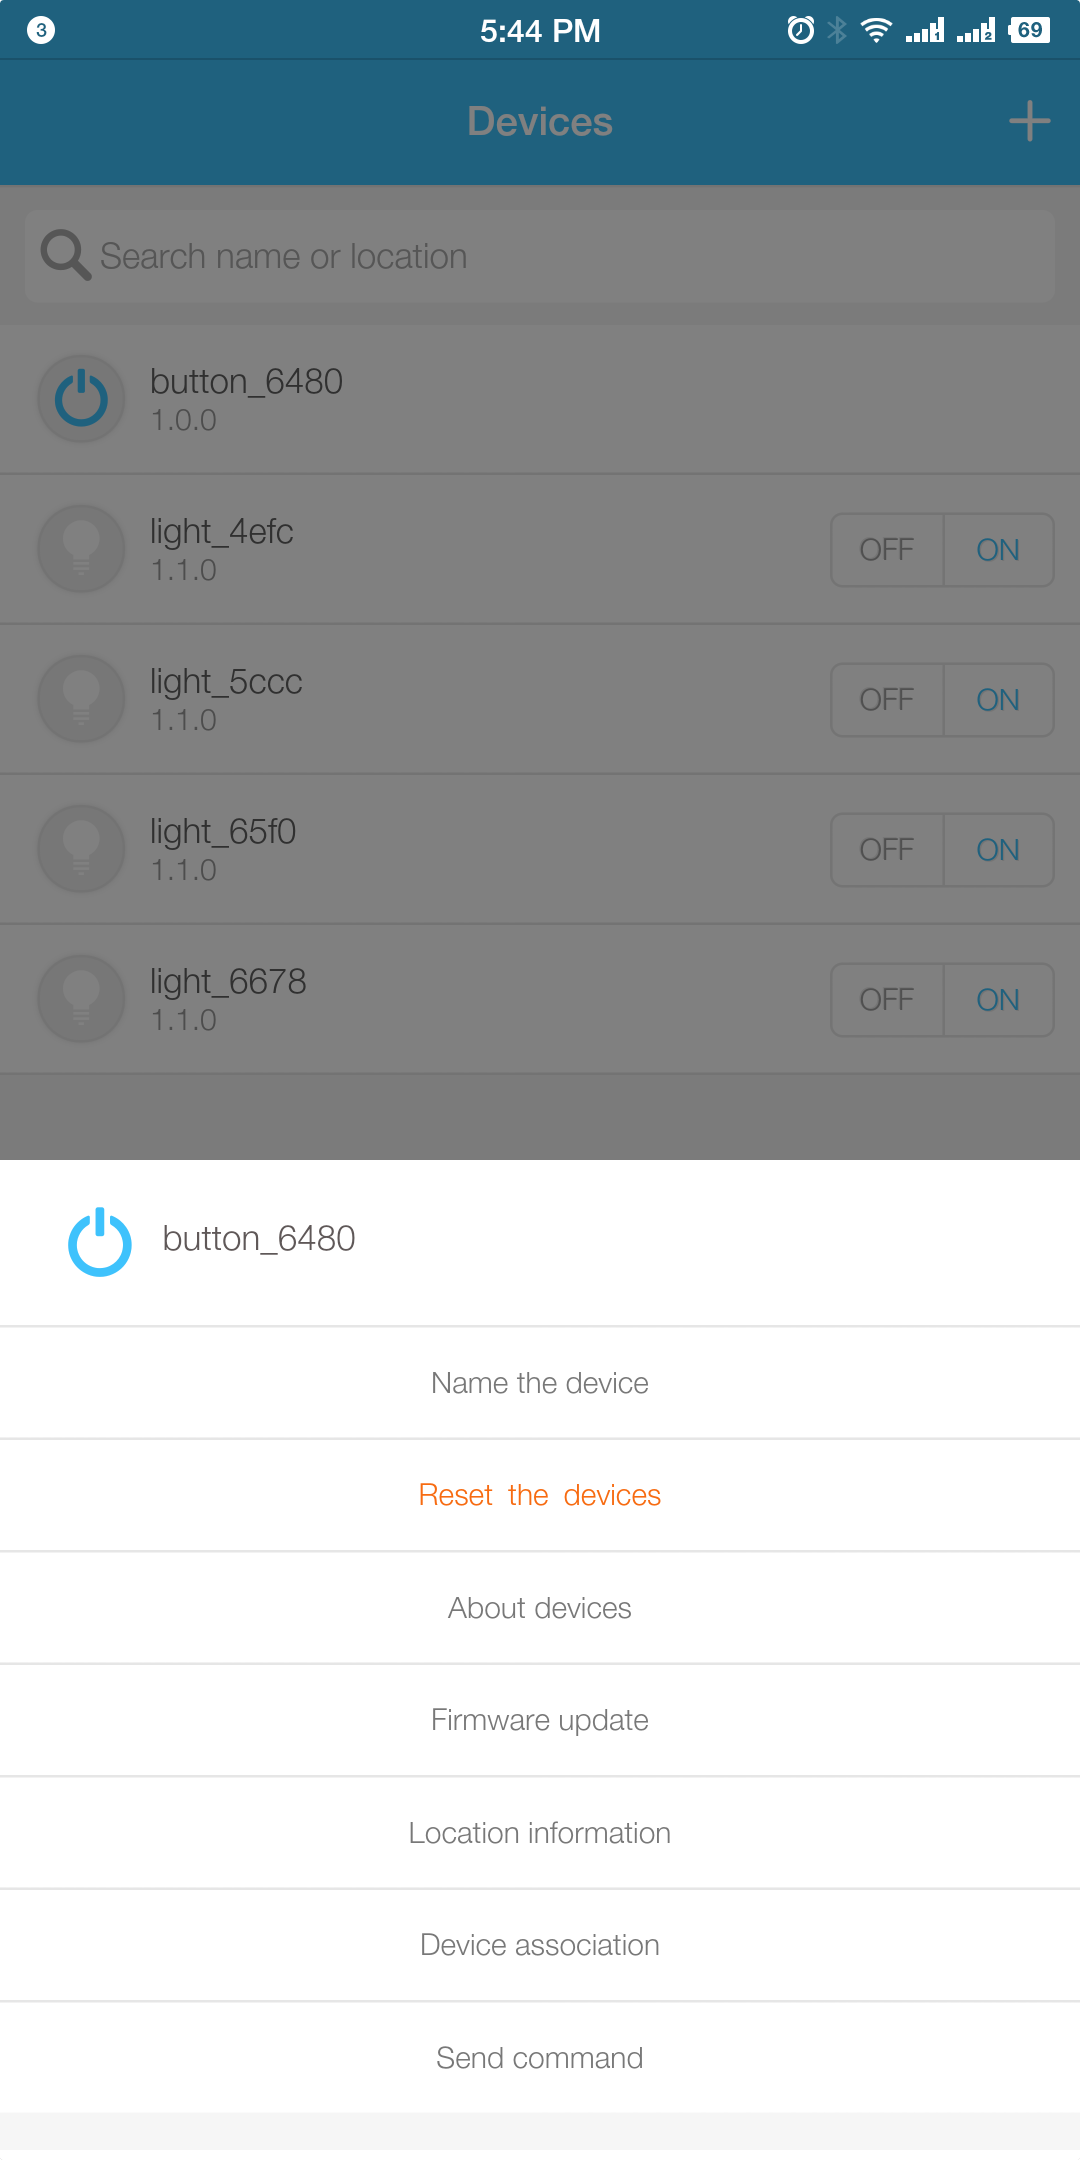 3 5:44 PM 1 2 69
Devices
Search name or location
button_6480
1.0.0
light_4efc
1.1.0
OFF ON
light_5ccc
1.1.0
OFF ON
light_65f0
1.1.0
OFF ON
light_6678
1.1.0
OFF ON
button_6480
Name the device
Reset the devices
About devices
Firmware update
Location information
Device association
Send command